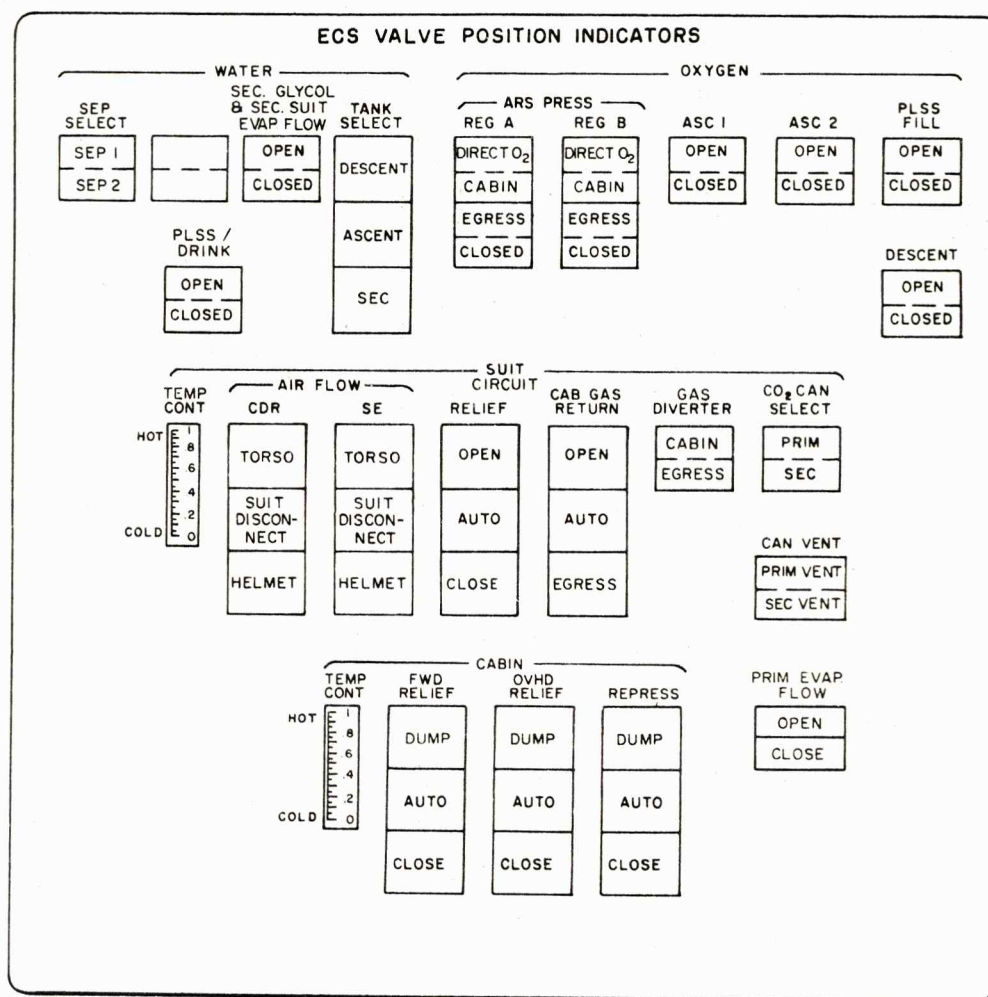 ECS VALVE POSITION INDICATORS
WATER
OXYGEN
SEP
SELECT
SEP 1
SEP 2
SEC. GLYCOL
& SEC. SUIT
EVAP FLOW
OPEN
CLOSED
TANK
SELECT
DESCENT
ASCENT
SEC
PLSS /
DRINK
OPEN
CLOSED
ARS PRESS
REG A
DIRECT O₂
CABIN
EGRESS
CLOSED
REG B
DIRECT O₂
CABIN
EGRESS
CLOSED
ASC 1
OPEN
CLOSED
ASC 2
OPEN
CLOSED
PLSS
FILL
OPEN
CLOSED
DESCENT
OPEN
CLOSED
SUIT
CIRCUIT
TEMP
CONT
HOT
COLD
1
.8
.6
.4
.2
0
AIR FLOW
CDR
TORSO
SUIT
DISCON-
NECT
HELMET
SE
TORSO
SUIT
DISCON-
NECT
HELMET
RELIEF
OPEN
AUTO
CLOSE
CAB GAS
RETURN
OPEN
AUTO
EGRESS
GAS
DIVERTER
CABIN
EGRESS
CO₂ CAN
SELECT
PRIM
SEC
CAN VENT
PRIM VENT
SEC VENT
CABIN
TEMP
CONT
HOT
COLD
1
.8
.6
.4
.2
0
FWD
RELIEF
DUMP
AUTO
CLOSE
OVHD
RELIEF
DUMP
AUTO
CLOSE
REPRESS
DUMP
AUTO
CLOSE
PRIM EVAP.
FLOW
OPEN
CLOSE